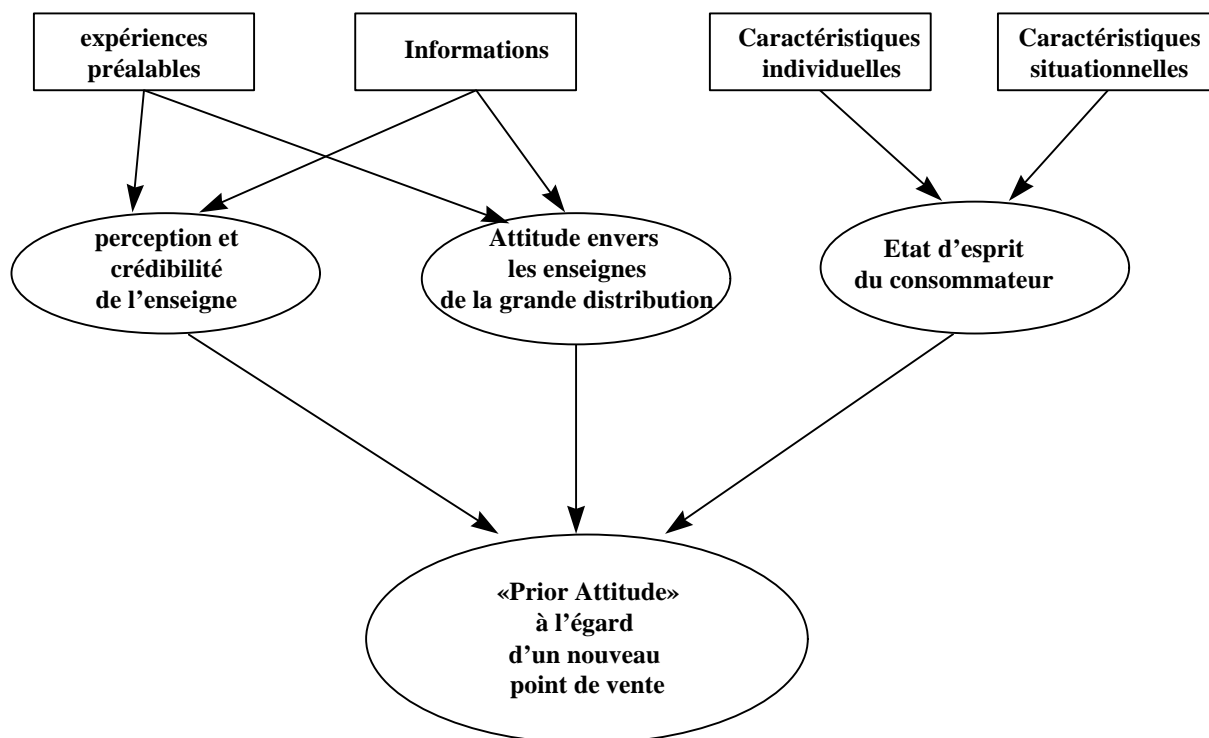 expériences
préalables
Informations
Caractéristiques
individuelles
Caractéristiques
situationnelles
perception et
crédibilité
de l’enseigne
Attitude envers
les enseignes
de la grande distribution
Etat d’esprit
du consommateur
«Prior Attitude»
à l’égard
d’un nouveau
point de vente